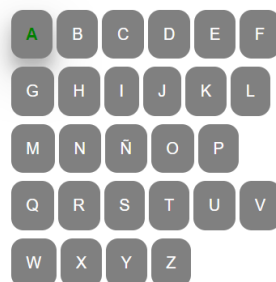 A B C D E F
G H I J K L
M N Ñ O P
Q R S T U V
W X Y Z